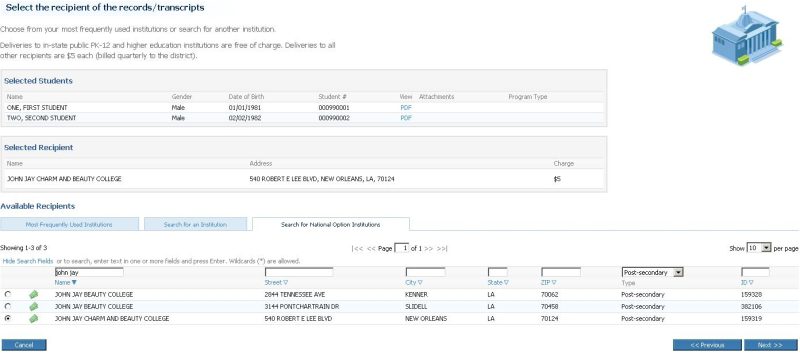 Select the recipient of the records/transcripts
Choose from your most frequently used institutions or search for another institution.
Deliveries to in-state public PK-12 and higher education institutions are free of charge. Deliveries to all
other recipients are $5 each (billed quarterly to the district).
Selected Students
Name Gender Date of Birth Student # View Attachments Program Type
ONE, FIRST STUDENT Male 01/01/1981 000990001 PDF
TWO, SECOND STUDENT Male 02/02/1982 000990002 PDF
Selected Recipient
Name Address Charge
JOHN JAY CHARM AND BEAUTY COLLEGE 540 ROBERT E LEE BLVD, NEW ORLEANS, LA, 70124 $5
Available Recipients
Most Frequently Used Institutions Search for an Institution Search for National Option Institutions
Showing 1-3 of 3 |<< << Page 1 of 1 >> >>| Show 10 per page
Hide Search Fields or to search, enter text in one or more fields and press Enter. Wildcards (*) are allowed.
john jay Post-secondary
Name Street City State ZIP Type ID
JOHN JAY BEAUTY COLLEGE 2844 TENNESSEE AVE KENNER LA 70062 Post-secondary 159328
JOHN JAY BEAUTY COLLEGE 3144 PONTCHARTRAIN DR SLIDELL LA 70458 Post-secondary 382106
JOHN JAY CHARM AND BEAUTY COLLEGE 540 ROBERT E LEE BLVD NEW ORLEANS LA 70124 Post-secondary 159319
Cancel << Previous Next >>